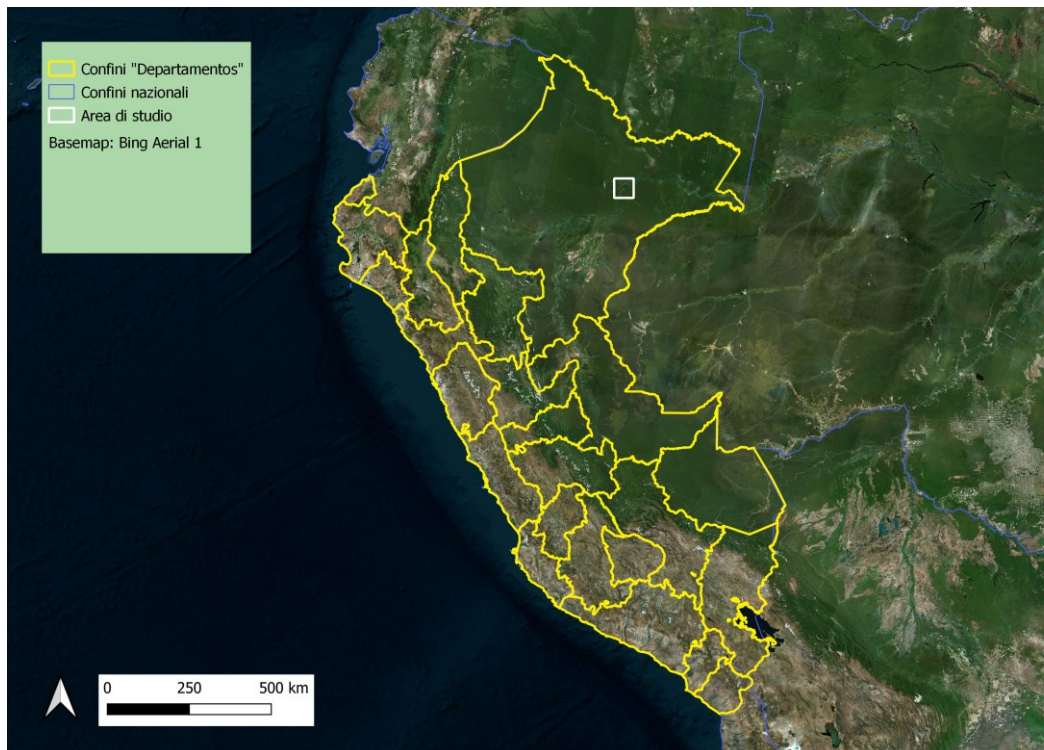 Confini "Departamentos"
Confini nazionali
Area di studio
Basemap: Bing Aerial 1
0 250 500 km